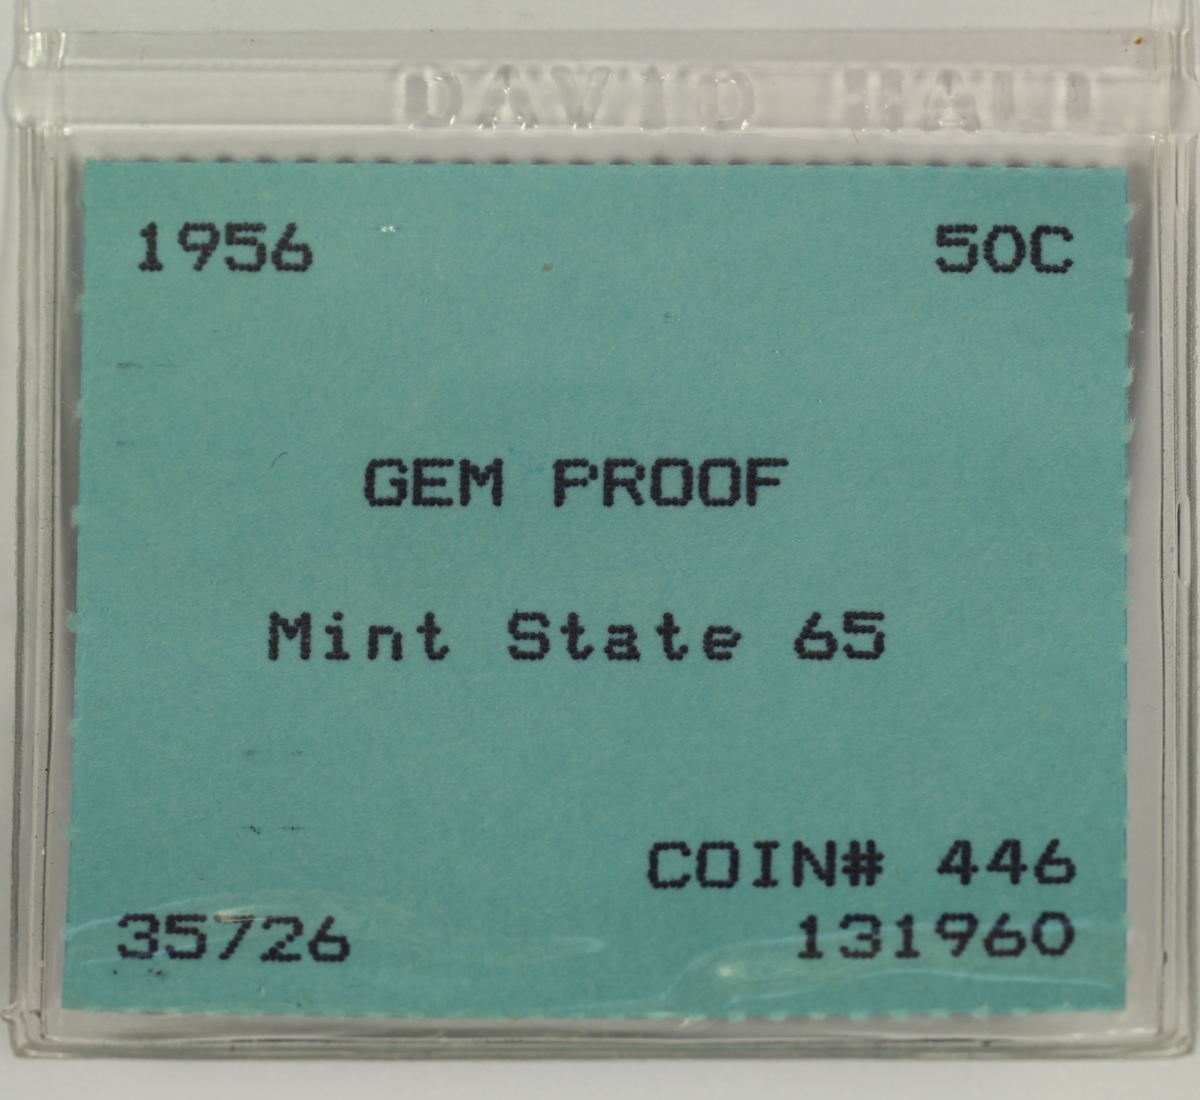 DAVID HALL
1956 50C
GEM PROOF
Mint State 65
COIN# 446
35726 131960